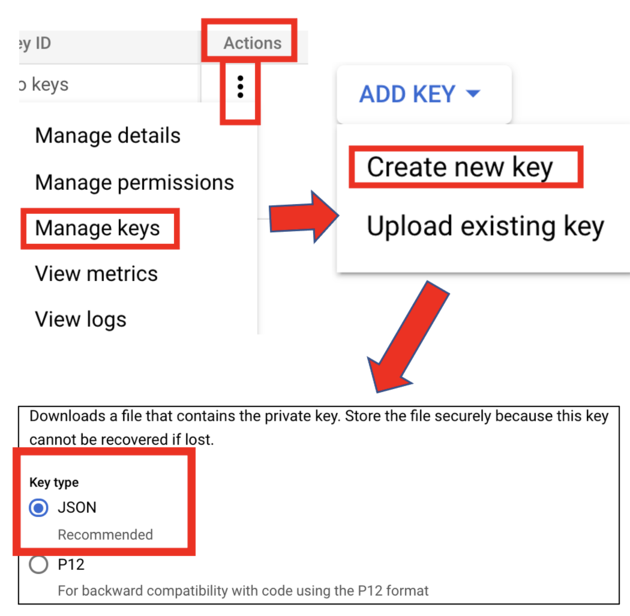 ey ID
Actions
o keys
Manage details
Manage permissions
Manage keys
View metrics
View logs
ADD KEY
Create new key
Upload existing key
Downloads a file that contains the private key. Store the file securely because this key
cannot be recovered if lost.
Key type
JSON
Recommended
P12
For backward compatibility with code using the P12 format